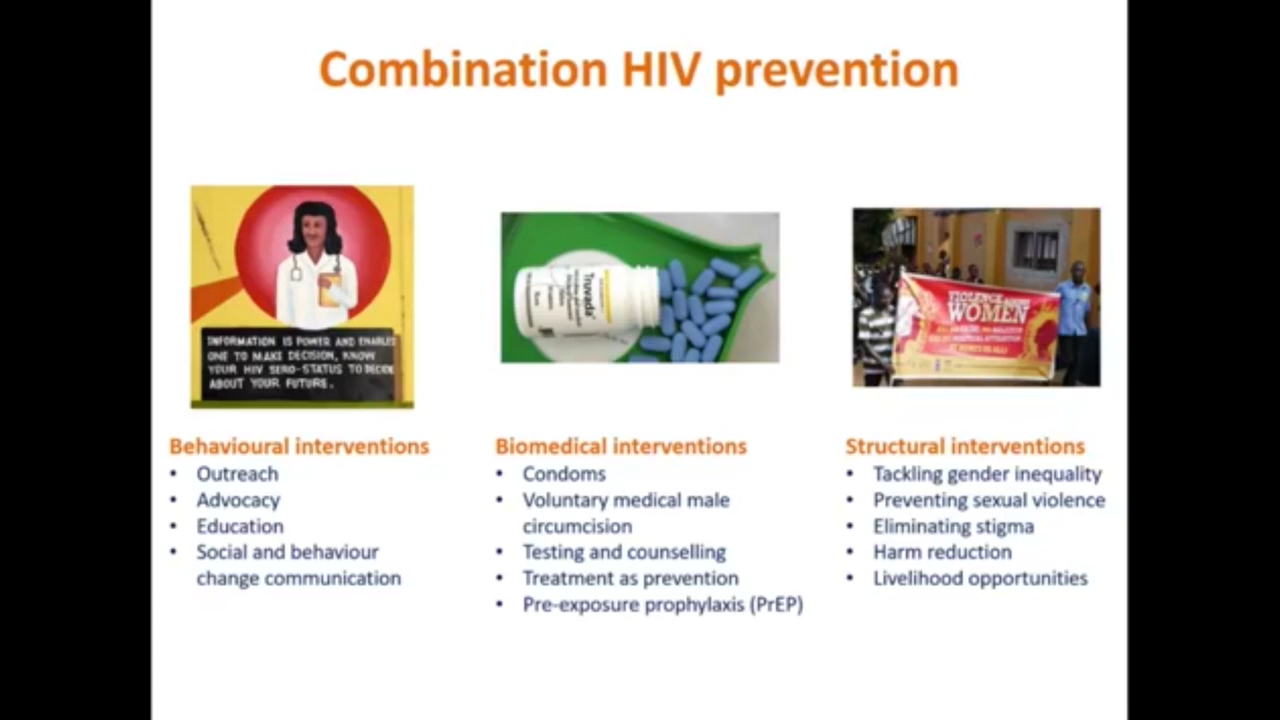 Combination HIV prevention
INFORMATION IS POWER AND ENABLES
ONE TO MAKE DECISION, KNOW
YOUR HIV SERO-STATUS TO DECIDE
ABOUT YOUR FUTURE.
Truvada
VIOLENCE
WOMEN
Behavioural interventions
• Outreach
• Advocacy
• Education
• Social and behaviour
change communication
Biomedical interventions
• Condoms
• Voluntary medical male
circumcision
• Testing and counselling
• Treatment as prevention
• Pre-exposure prophylaxis (PrEP)
Structural interventions
• Tackling gender inequality
• Preventing sexual violence
• Eliminating stigma
• Harm reduction
• Livelihood opportunities